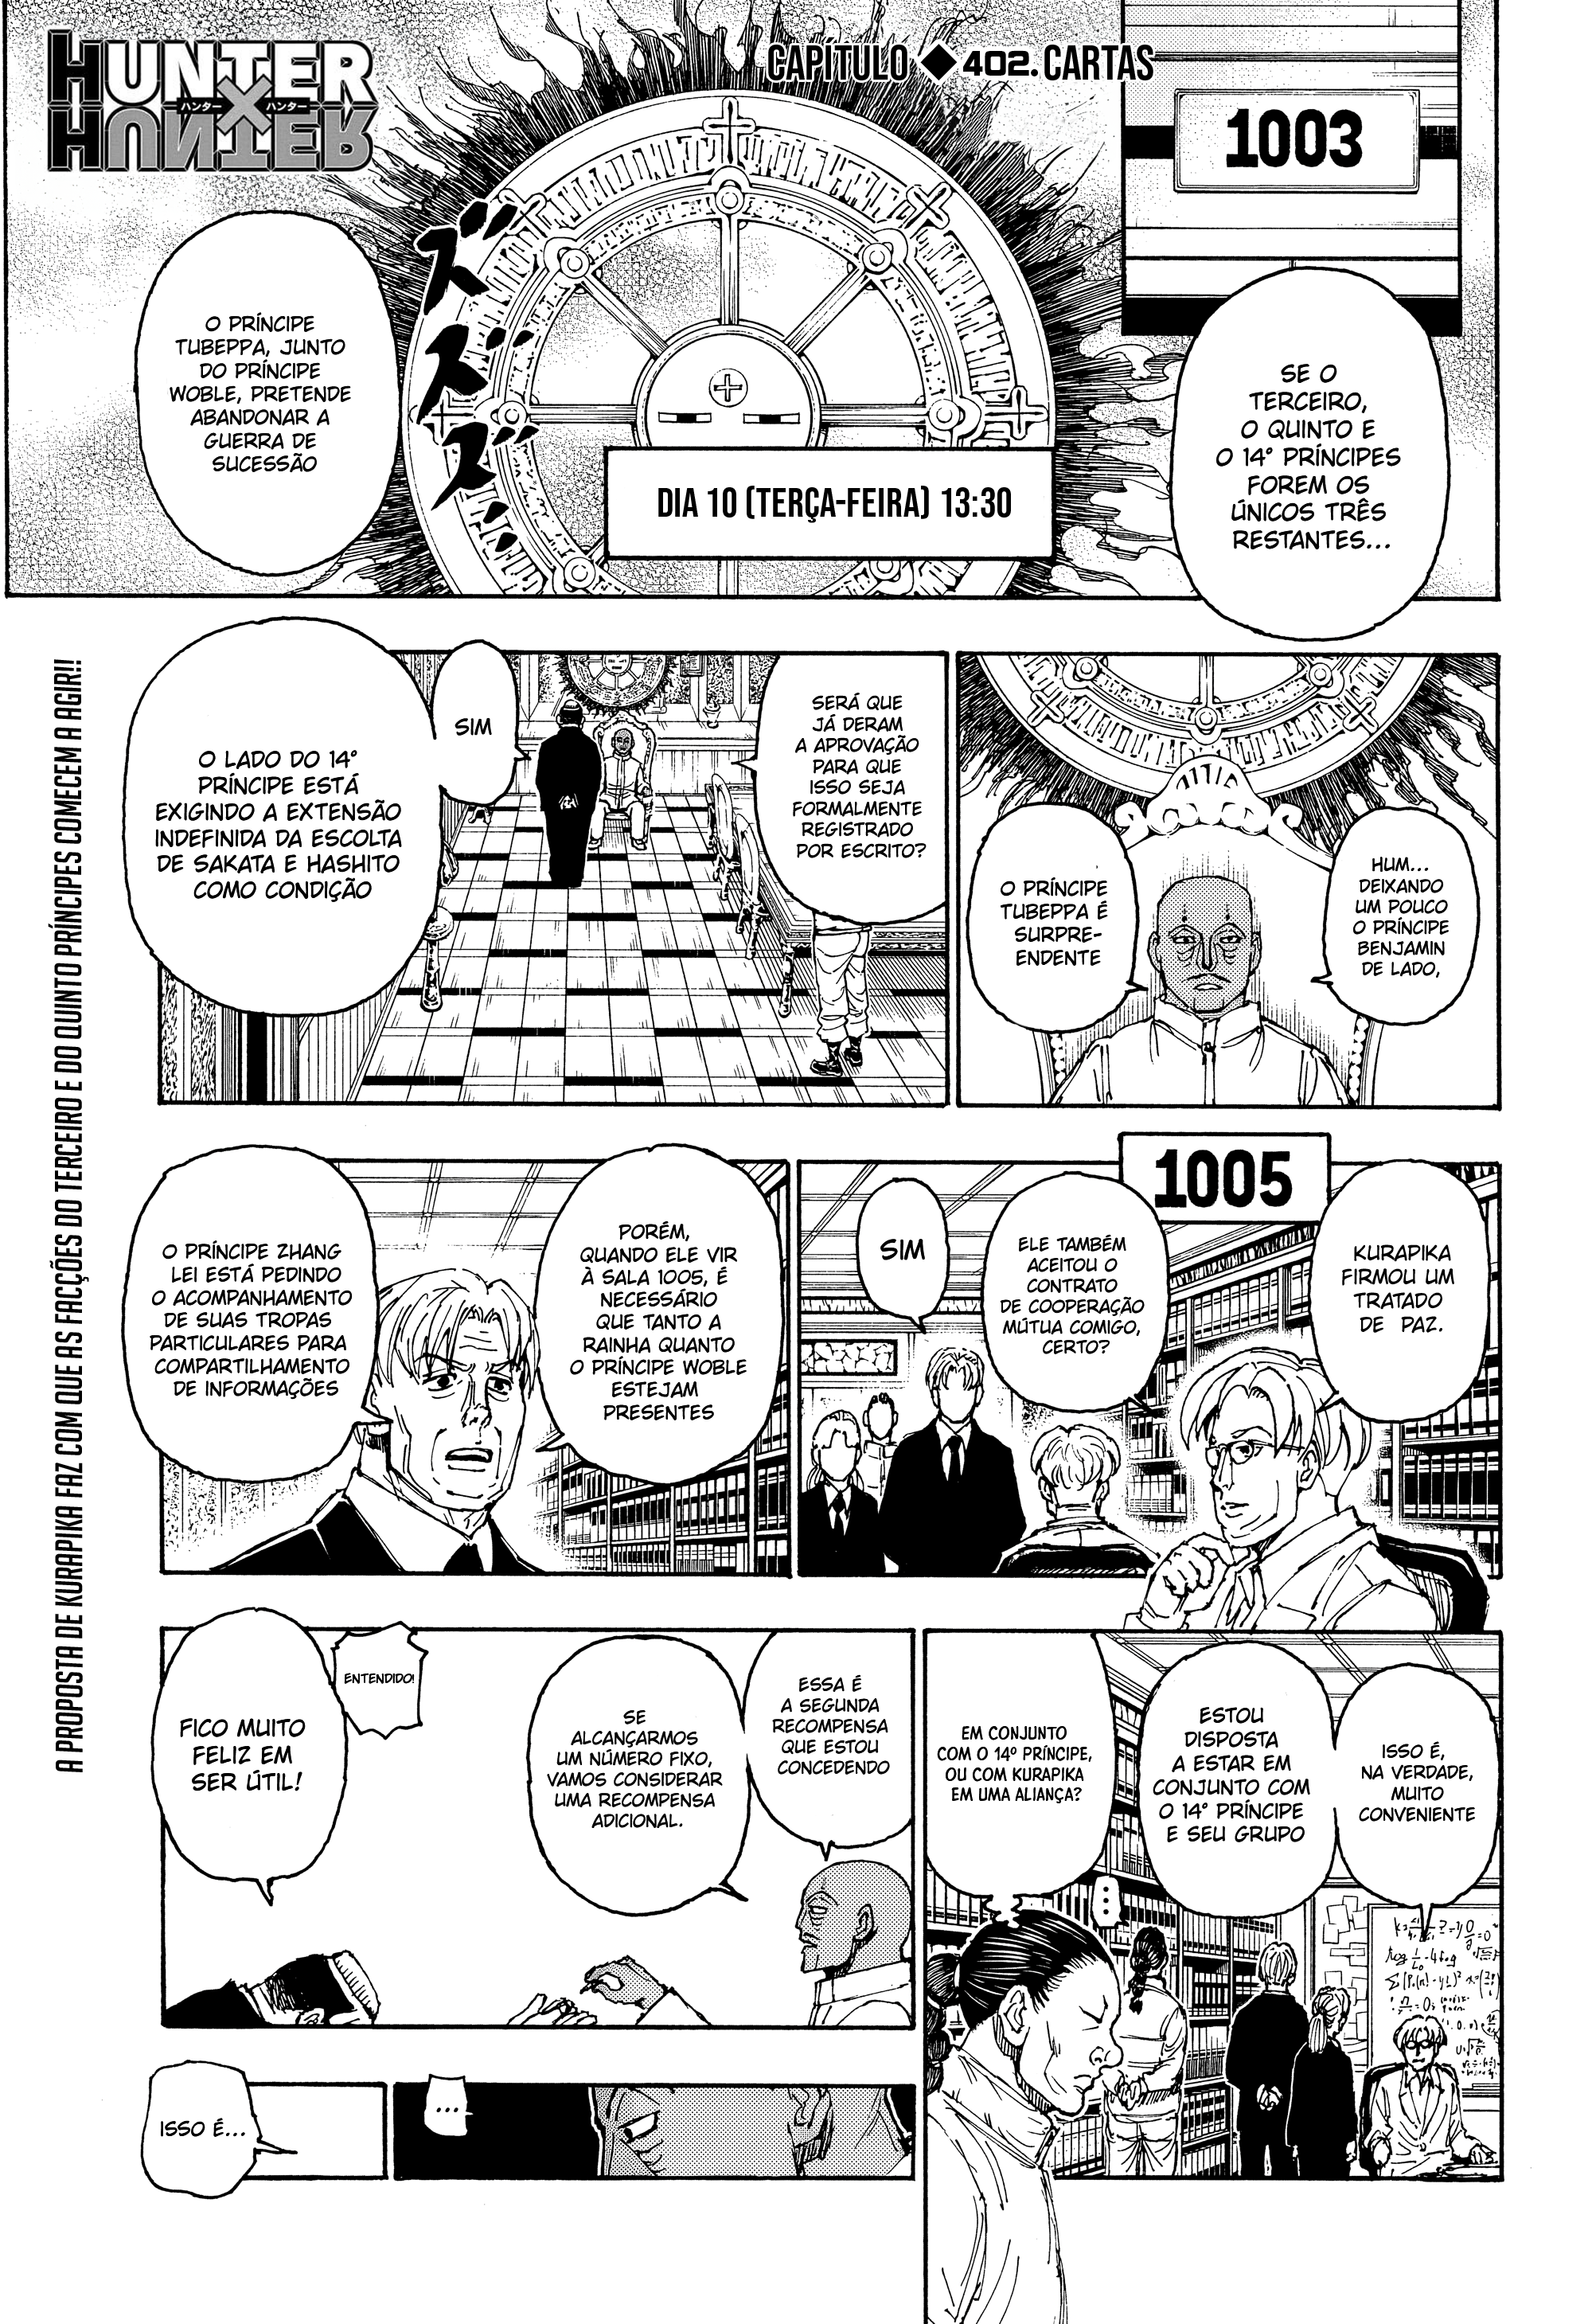 HUNTER
×
ハンター ハンター
HUNTER
CAPÍTULO ◆ 402. CARTAS
1003
SE O
TERCEIRO,
O QUINTO E
O 14° PRÍNCIPES
FOREM OS
ÚNICOS TRÊS
RESTANTES...
ズズズ...
DIA 10 (TERÇA-FEIRA) 13:30
O PRÍNCIPE
TUBEPPA, JUNTO
DO PRÍNCIPE
WOBLE, PRETENDE
ABANDONAR A
GUERRA DE
SUCESSÃO
A PROPOSTA DE KURAPIKA FAZ COM QUE AS FACÇÕES DO TERCEIRO E DO QUINTO PRÍNCIPES COMECEM A AGIR!!
HUM...
DEIXANDO
UM POUCO
O PRÍNCIPE
BENJAMIN
DE LADO,
O PRÍNCIPE
TUBEPPA É
SURPRE-
ENDENTE
SERÁ QUE
JÁ DERAM
A APROVAÇÃO
PARA QUE
ISSO SEJA
FORMALMENTE
REGISTRADO
POR ESCRITO?
SIM
O LADO DO 14°
PRÍNCIPE ESTÁ
EXIGINDO A EXTENSÃO
INDEFINIDA DA ESCOLTA
DE SAKATA E HASHITO
COMO CONDIÇÃO
1005
KURAPIKA
FIRMOU UM
TRATADO
DE PAZ.
ELE TAMBÉM
ACEITOU O
CONTRATO
DE COOPERAÇÃO
MÚTUA COMIGO,
CERTO?
SIM
PORÉM,
QUANDO ELE VIR
À SALA 1005, É
NECESSÁRIO
QUE TANTO A
RAINHA QUANTO
O PRÍNCIPE WOBLE
ESTEJAM
PRESENTES
O PRÍNCIPE ZHANG
LEI ESTÁ PEDINDO
O ACOMPANHAMENTO
DE SUAS TROPAS
PARTICULARES PARA
COMPARTILHAMENTO
DE INFORMAÇÕES
ISSO É,
NA VERDADE,
MUITO
CONVENIENTE
ESTOU
DISPOSTA
A ESTAR EM
CONJUNTO COM
O 14° PRÍNCIPE
E SEU GRUPO
EM CONJUNTO
COM O 14º PRÍNCIPE,
OU COM KURAPIKA
EM UMA ALIANÇA?
...
ESSA É
A SEGUNDA
RECOMPENSA
QUE ESTOU
CONCEDENDO
SE
ALCANÇARMOS
UM NÚMERO FIXO,
VAMOS CONSIDERAR
UMA RECOMPENSA
ADICIONAL.
ENTENDIDO!
FICO MUITO
FELIZ EM
SER ÚTIL!
...
ISSO É...